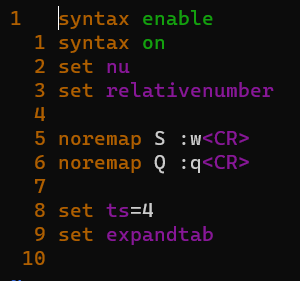 1   syntax enable
  1 syntax on
  2 set nu
  3 set relativenumber
  4
  5 noremap S :w<CR>
  6 noremap Q :q<CR>
  7
  8 set ts=4
  9 set expandtab
 10